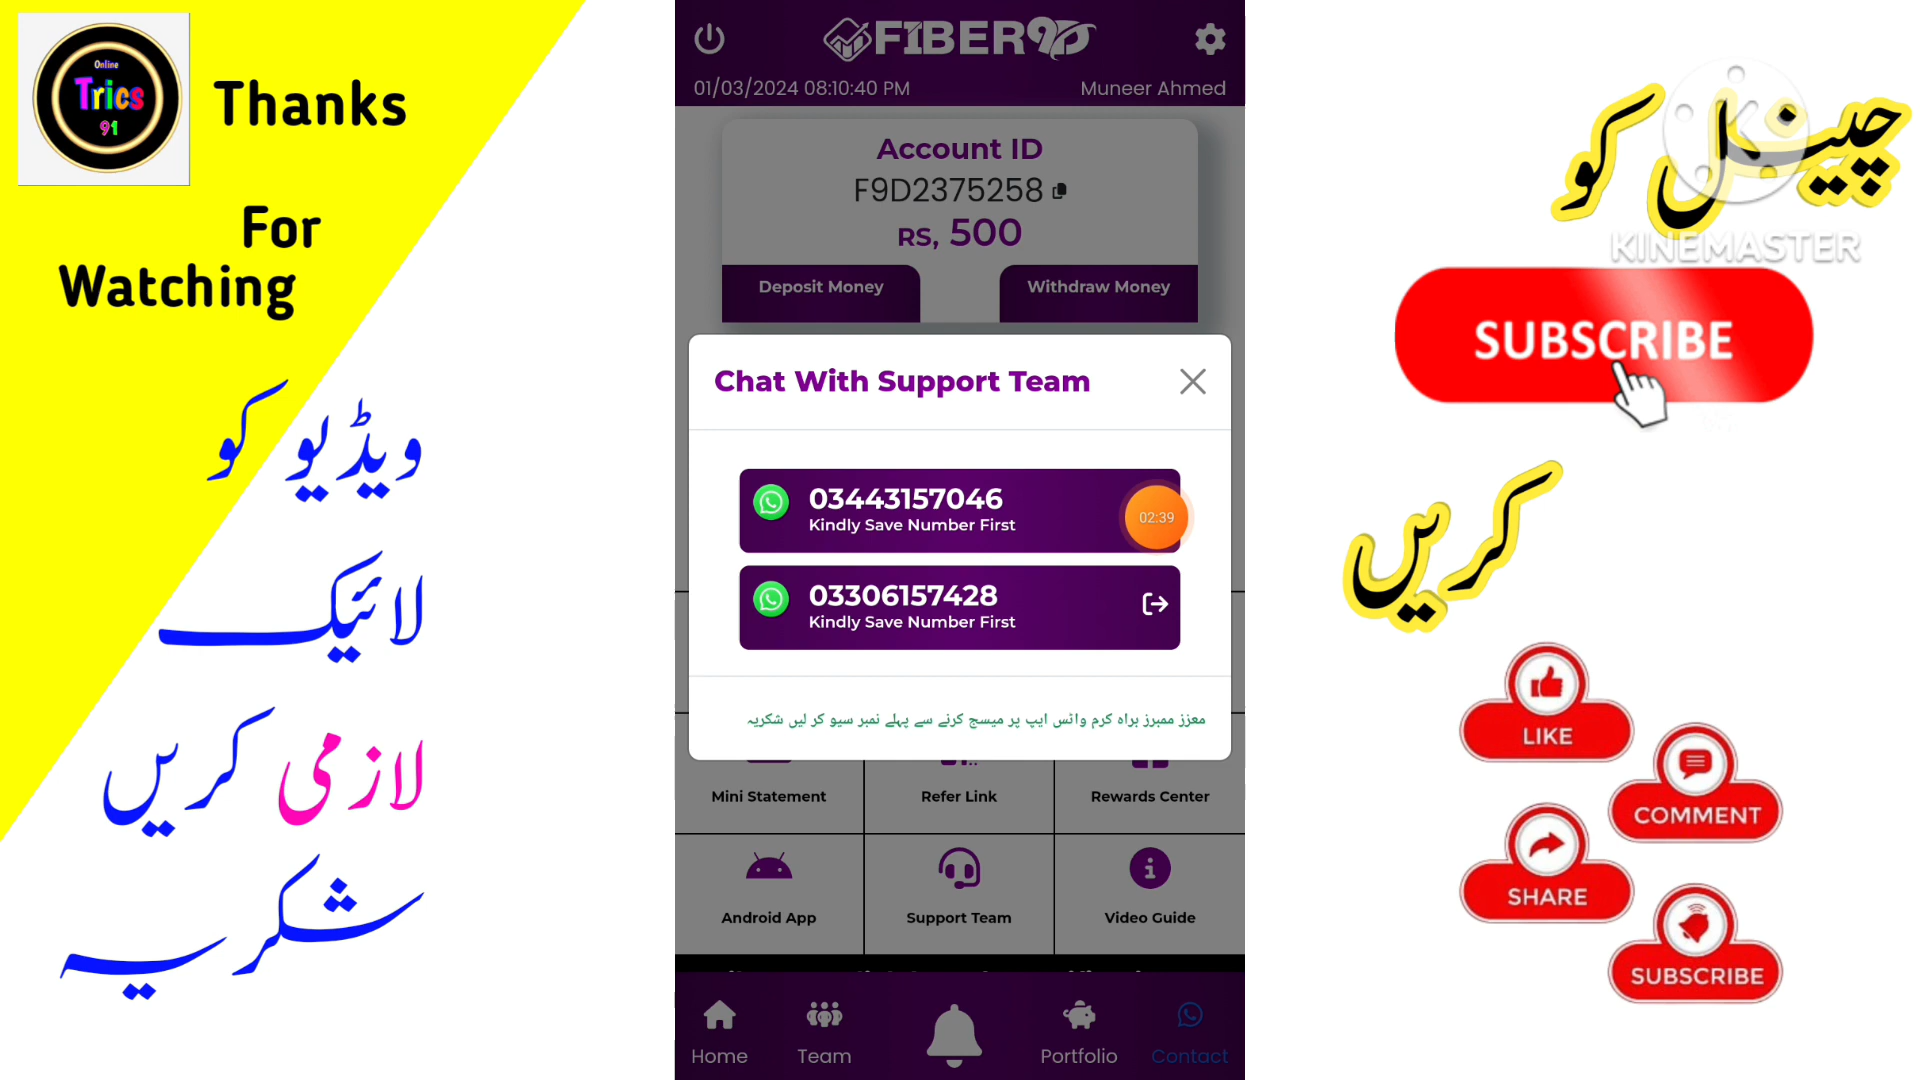 Online
Trics
91
Thanks
For
Watching
ویڈیو کو
لائیک
لازمی کریں
شکریہ
FIBER9D
01/03/2024 08:10:40 PM
Muneer Ahmed
Account ID
F9D2375258
RS, 500
Deposit Money
Withdraw Money
Chat With Support Team
03443157046
Kindly Save Number First
02:39
03306157428
Kindly Save Number First
معزز ممبرز براہ کرم واٹس ایپ پر میسج کرنے سے پہلے نمبر سیو کر لیں شکریہ
Mini Statement
Refer Link
Rewards Center
Android App
Support Team
Video Guide
Home
Team
Portfolio
Contact
چینل کو
KINEMASTER
SUBSCRIBE
کریں
LIKE
COMMENT
SHARE
SUBSCRIBE